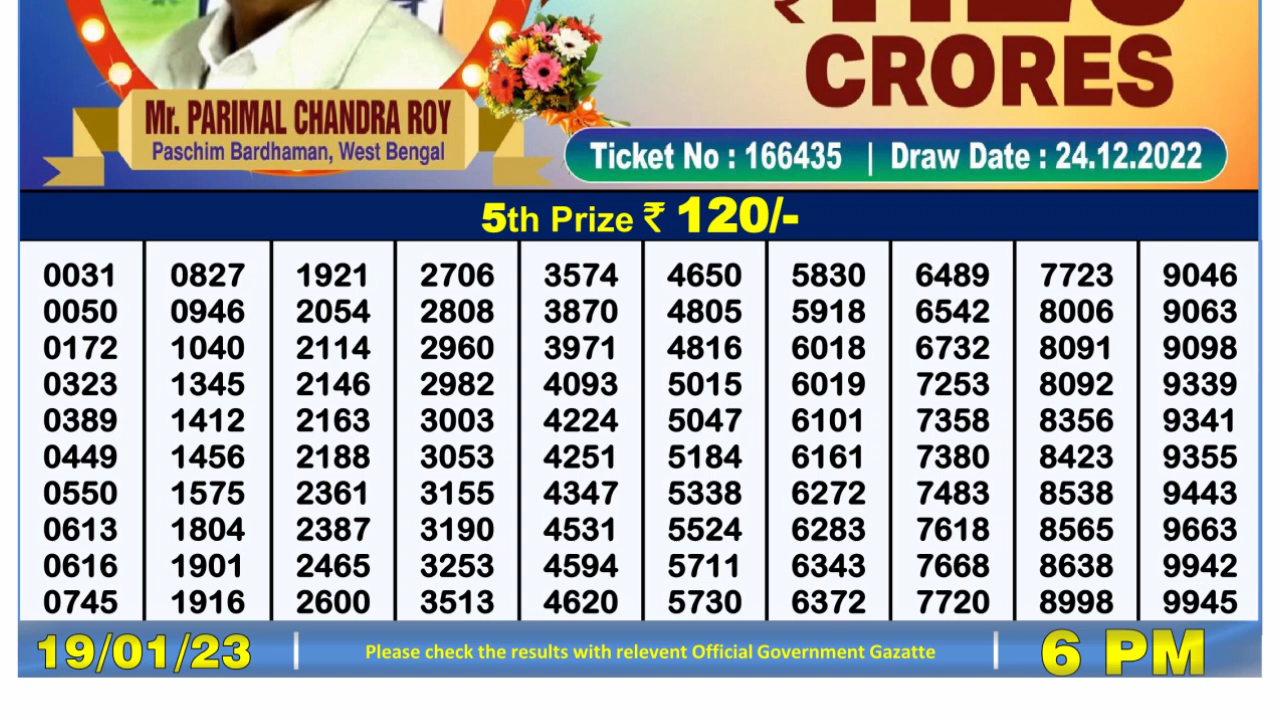 CRORES
Mr. PARIMAL CHANDRA ROY
Paschim Bardhaman, West Bengal
Ticket No : 166435 | Draw Date : 24.12.2022
5th Prize ₹ 120/-
0031 0827 1921 2706 3574 4650 5830 6489 7723 9046
0050 0946 2054 2808 3870 4805 5918 6542 8006 9063
0172 1040 2114 2960 3971 4816 6018 6732 8091 9098
0323 1345 2146 2982 4093 5015 6019 7253 8092 9339
0389 1412 2163 3003 4224 5047 6101 7358 8356 9341
0449 1456 2188 3053 4251 5184 6161 7380 8423 9355
0550 1575 2361 3155 4347 5338 6272 7483 8538 9443
0613 1804 2387 3190 4531 5524 6283 7618 8565 9663
0616 1901 2465 3253 4594 5711 6343 7668 8638 9942
0745 1916 2600 3513 4620 5730 6372 7720 8998 9945
19/01/23 | Please check the results with relevent Official Government Gazatte | 6 PM